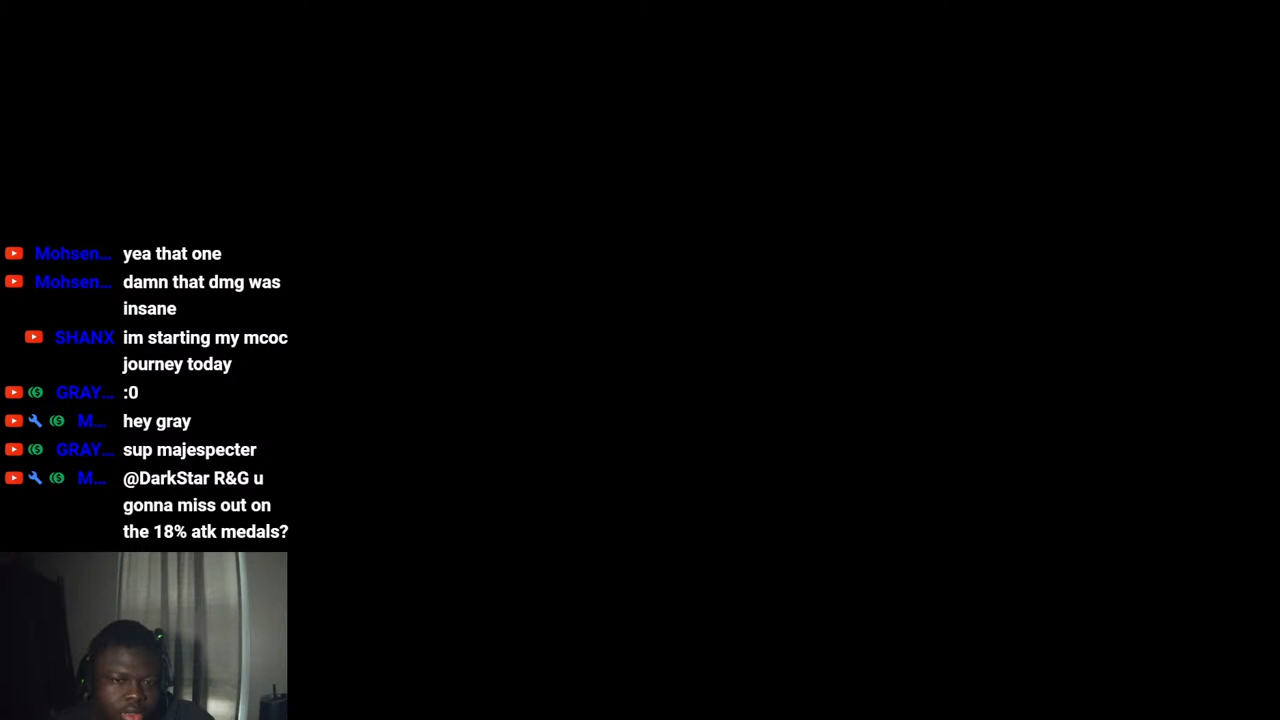 Mohsen... yea that one
Mohsen... damn that dmg was
insane
SHANX im starting my mcoc
journey today
GRAY... :0
M... hey gray
GRAY... sup majespecter
M... @DarkStar R&G u
gonna miss out on
the 18% atk medals?